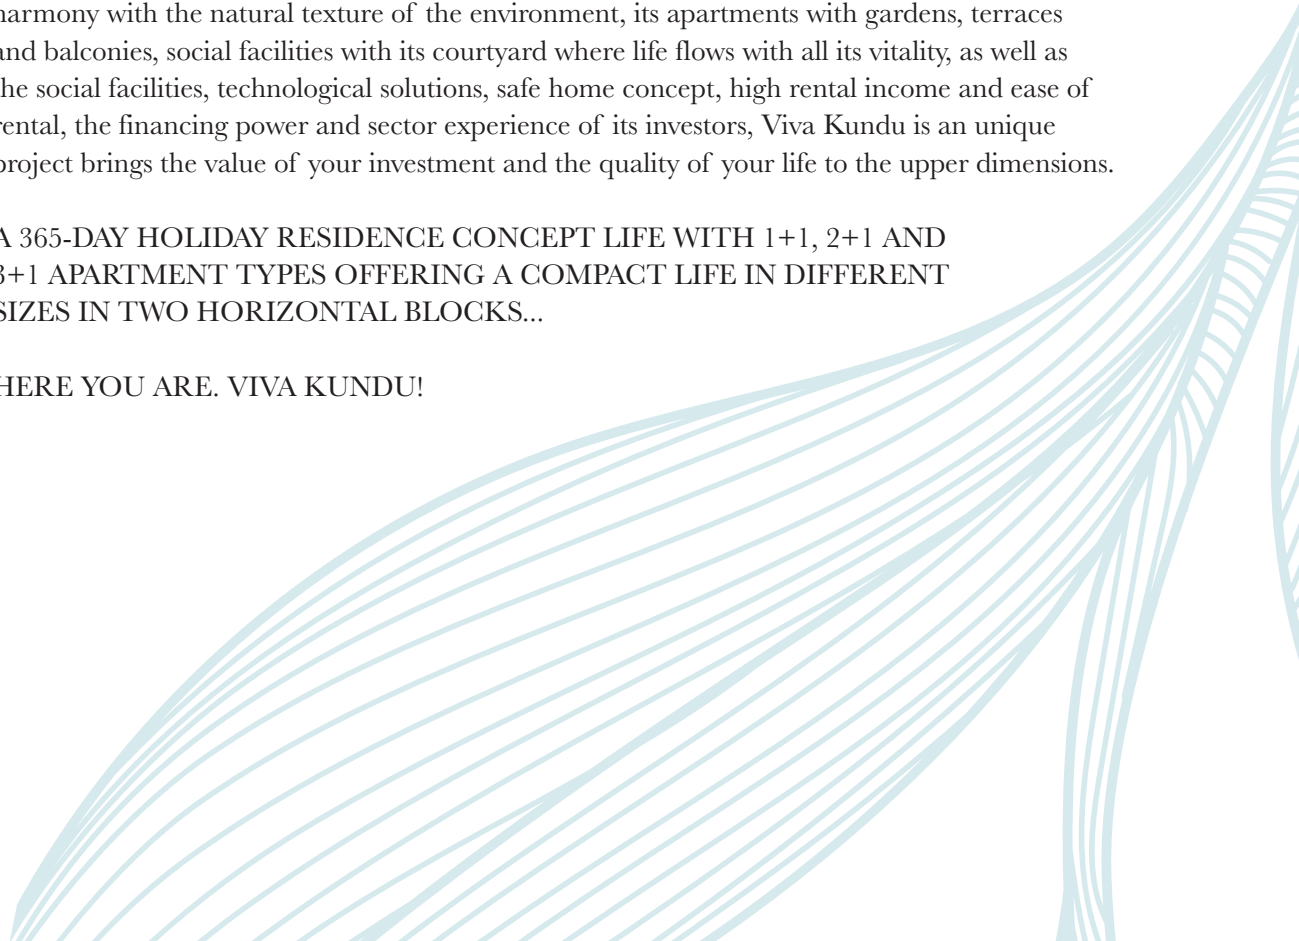 harmony with the natural texture of the environment, its apartments with gardens, terraces
and balconies, social facilities with its courtyard where life flows with all its vitality, as well as
the social facilities, technological solutions, safe home concept, high rental income and ease of
rental, the financing power and sector experience of its investors, Viva Kundu is an unique
project brings the value of your investment and the quality of your life to the upper dimensions.
A 365-DAY HOLIDAY RESIDENCE CONCEPT LIFE WITH 1+1, 2+1 AND
3+1 APARTMENT TYPES OFFERING A COMPACT LIFE IN DIFFERENT
SIZES IN TWO HORIZONTAL BLOCKS...
HERE YOU ARE. VIVA KUNDU!